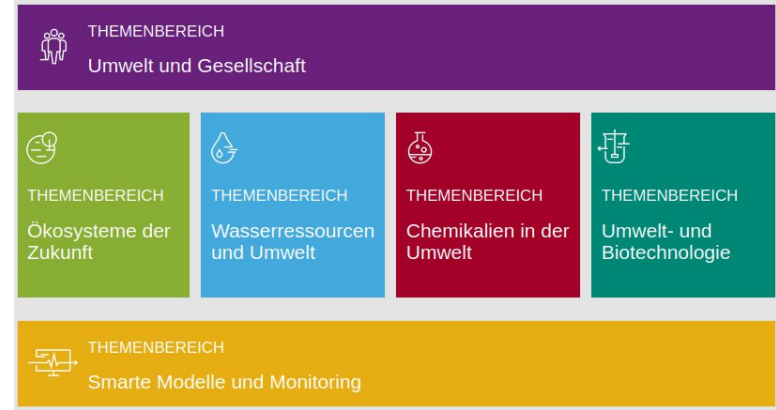 THEMENBEREICH
Umwelt und Gesellschaft
THEMENBEREICH
Ökosysteme der
Zukunft
THEMENBEREICH
Wasserressourcen
und Umwelt
THEMENBEREICH
Chemikalien in der
Umwelt
THEMENBEREICH
Umwelt- und
Biotechnologie
THEMENBEREICH
Smarte Modelle und Monitoring